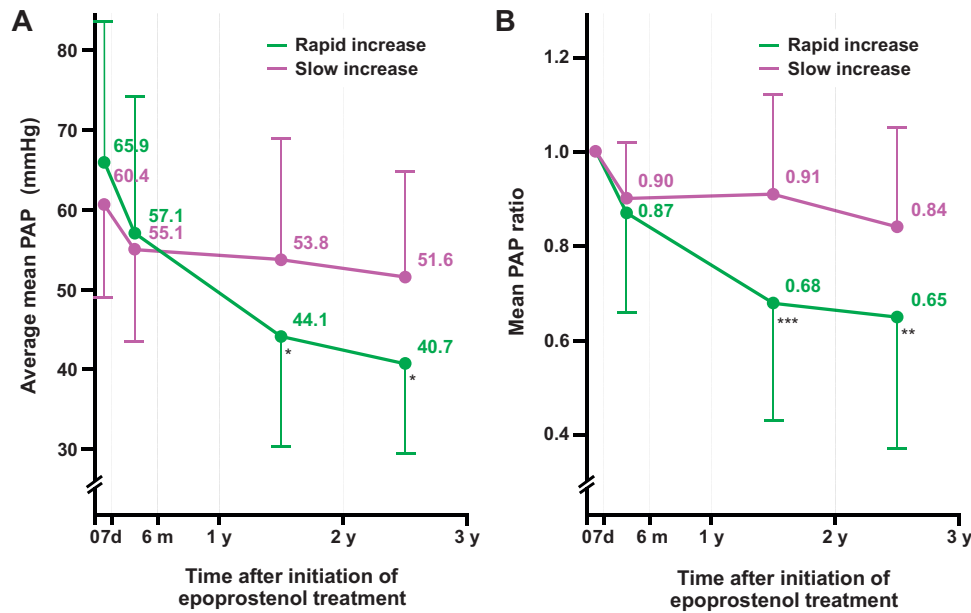 A
Average mean PAP (mmHg)
80
70
60
50
40
30
Rapid increase
Slow increase
65.9
60.4
57.1
55.1
53.8
51.6
44.1
*
40.7
*
07d 6 m 1 y 2 y 3 y
Time after initiation of
epoprostenol treatment
B
Mean PAP ratio
1.2
1.0
0.8
0.6
0.4
Rapid increase
Slow increase
0.90
0.87
0.91
0.84
0.68
***
0.65
**
07d 6 m 1 y 2 y 3 y
Time after initiation of
epoprostenol treatment